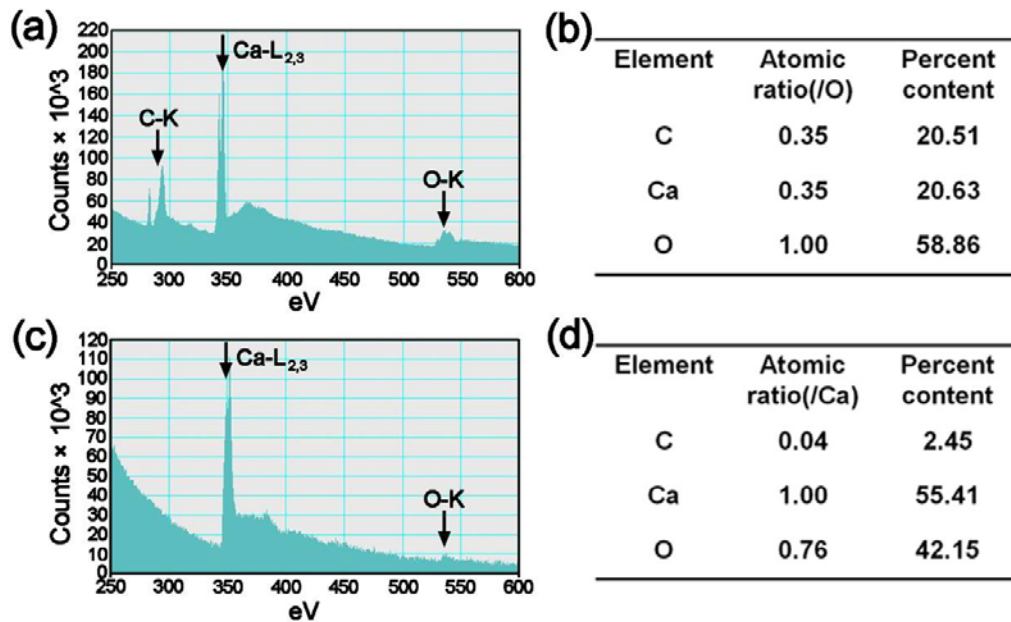 (a)
Counts × 10^3
220
200
180
160
140
120
100
80
60
40
20
0
C-K
Ca-L2,3
O-K
250 300 350 400 450 500 550 600
eV
(b)
Element Atomic ratio(/O) Percent content
C 0.35 20.51
Ca 0.35 20.63
O 1.00 58.86
(c)
Counts × 10^3
120
110
100
90
80
70
60
50
40
30
20
10
0
Ca-L2,3
O-K
250 300 350 400 450 500 550 600
eV
(d)
Element Atomic ratio(/Ca) Percent content
C 0.04 2.45
Ca 1.00 55.41
O 0.76 42.15